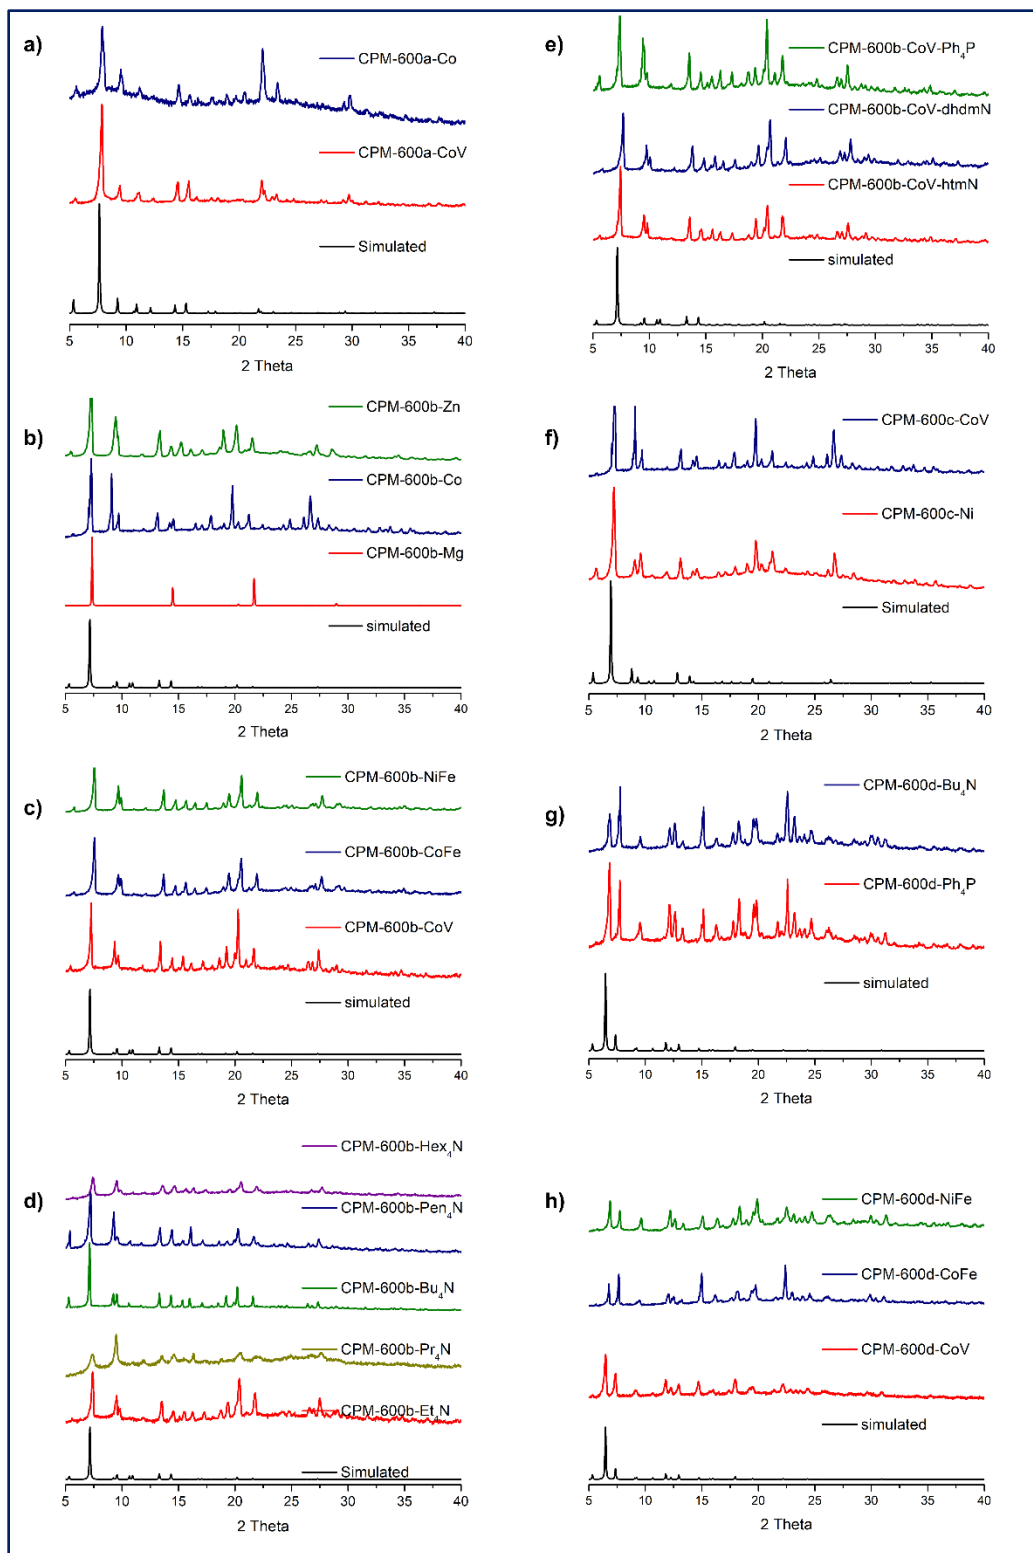 a)
CPM-600a-Co
CPM-600a-CoV
Simulated
5 10 15 20 25 30 35 40
2 Theta
b)
CPM-600b-Zn
CPM-600b-Co
CPM-600b-Mg
simulated
5 10 15 20 25 30 35 40
2 Theta
c)
CPM-600b-NiFe
CPM-600b-CoFe
CPM-600b-CoV
simulated
5 10 15 20 25 30 35 40
2 Theta
d)
CPM-600b-Hex₄N
CPM-600b-Pen₄N
CPM-600b-Bu₄N
CPM-600b-Pr₄N
CPM-600b-Et₄N
Simulated
5 10 15 20 25 30 35 40
2 Theta
e)
CPM-600b-CoV-Ph₄P
CPM-600b-CoV-dhdmN
CPM-600b-CoV-htmN
simulated
5 10 15 20 25 30 35 40
2 Theta
f)
CPM-600c-CoV
CPM-600c-Ni
Simulated
5 10 15 20 25 30 35 40
2 Theta
g)
CPM-600d-Bu₄N
CPM-600d-Ph₄P
simulated
5 10 15 20 25 30 35 40
2 Theta
h)
CPM-600d-NiFe
CPM-600d-CoFe
CPM-600d-CoV
simulated
5 10 15 20 25 30 35 40
2 Theta